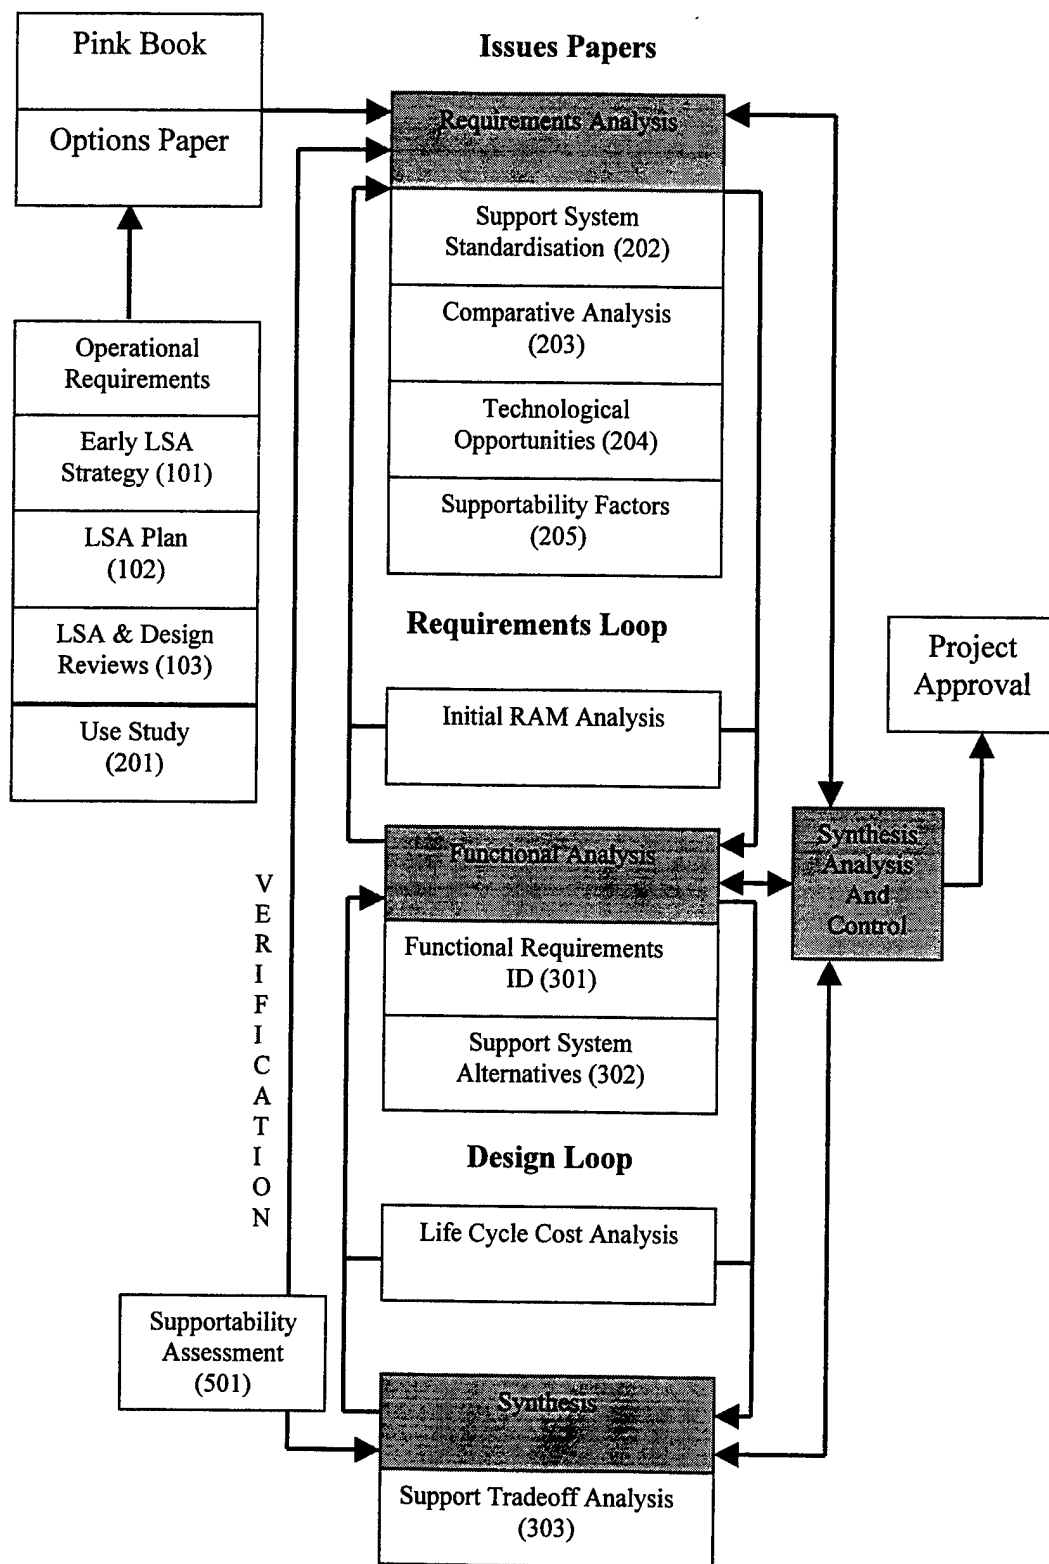 Pink Book
Options Paper
Issues Papers
Requirements Analysis
Support System
Standardisation (202)
Comparative Analysis
(203)
Technological
Opportunities (204)
Supportability Factors
(205)
Operational
Requirements
Early LSA
Strategy (101)
LSA Plan
(102)
LSA & Design
Reviews (103)
Use Study
(201)
Requirements Loop
Initial RAM Analysis
Project
Approval
Functional Analysis
Synthesis
Analysis
And
Control
Functional Requirements
ID (301)
Support System
Alternatives (302)
VERIFICATION
Design Loop
Life Cycle Cost Analysis
Supportability
Assessment
(501)
Synthesis
Support Tradeoff Analysis
(303)